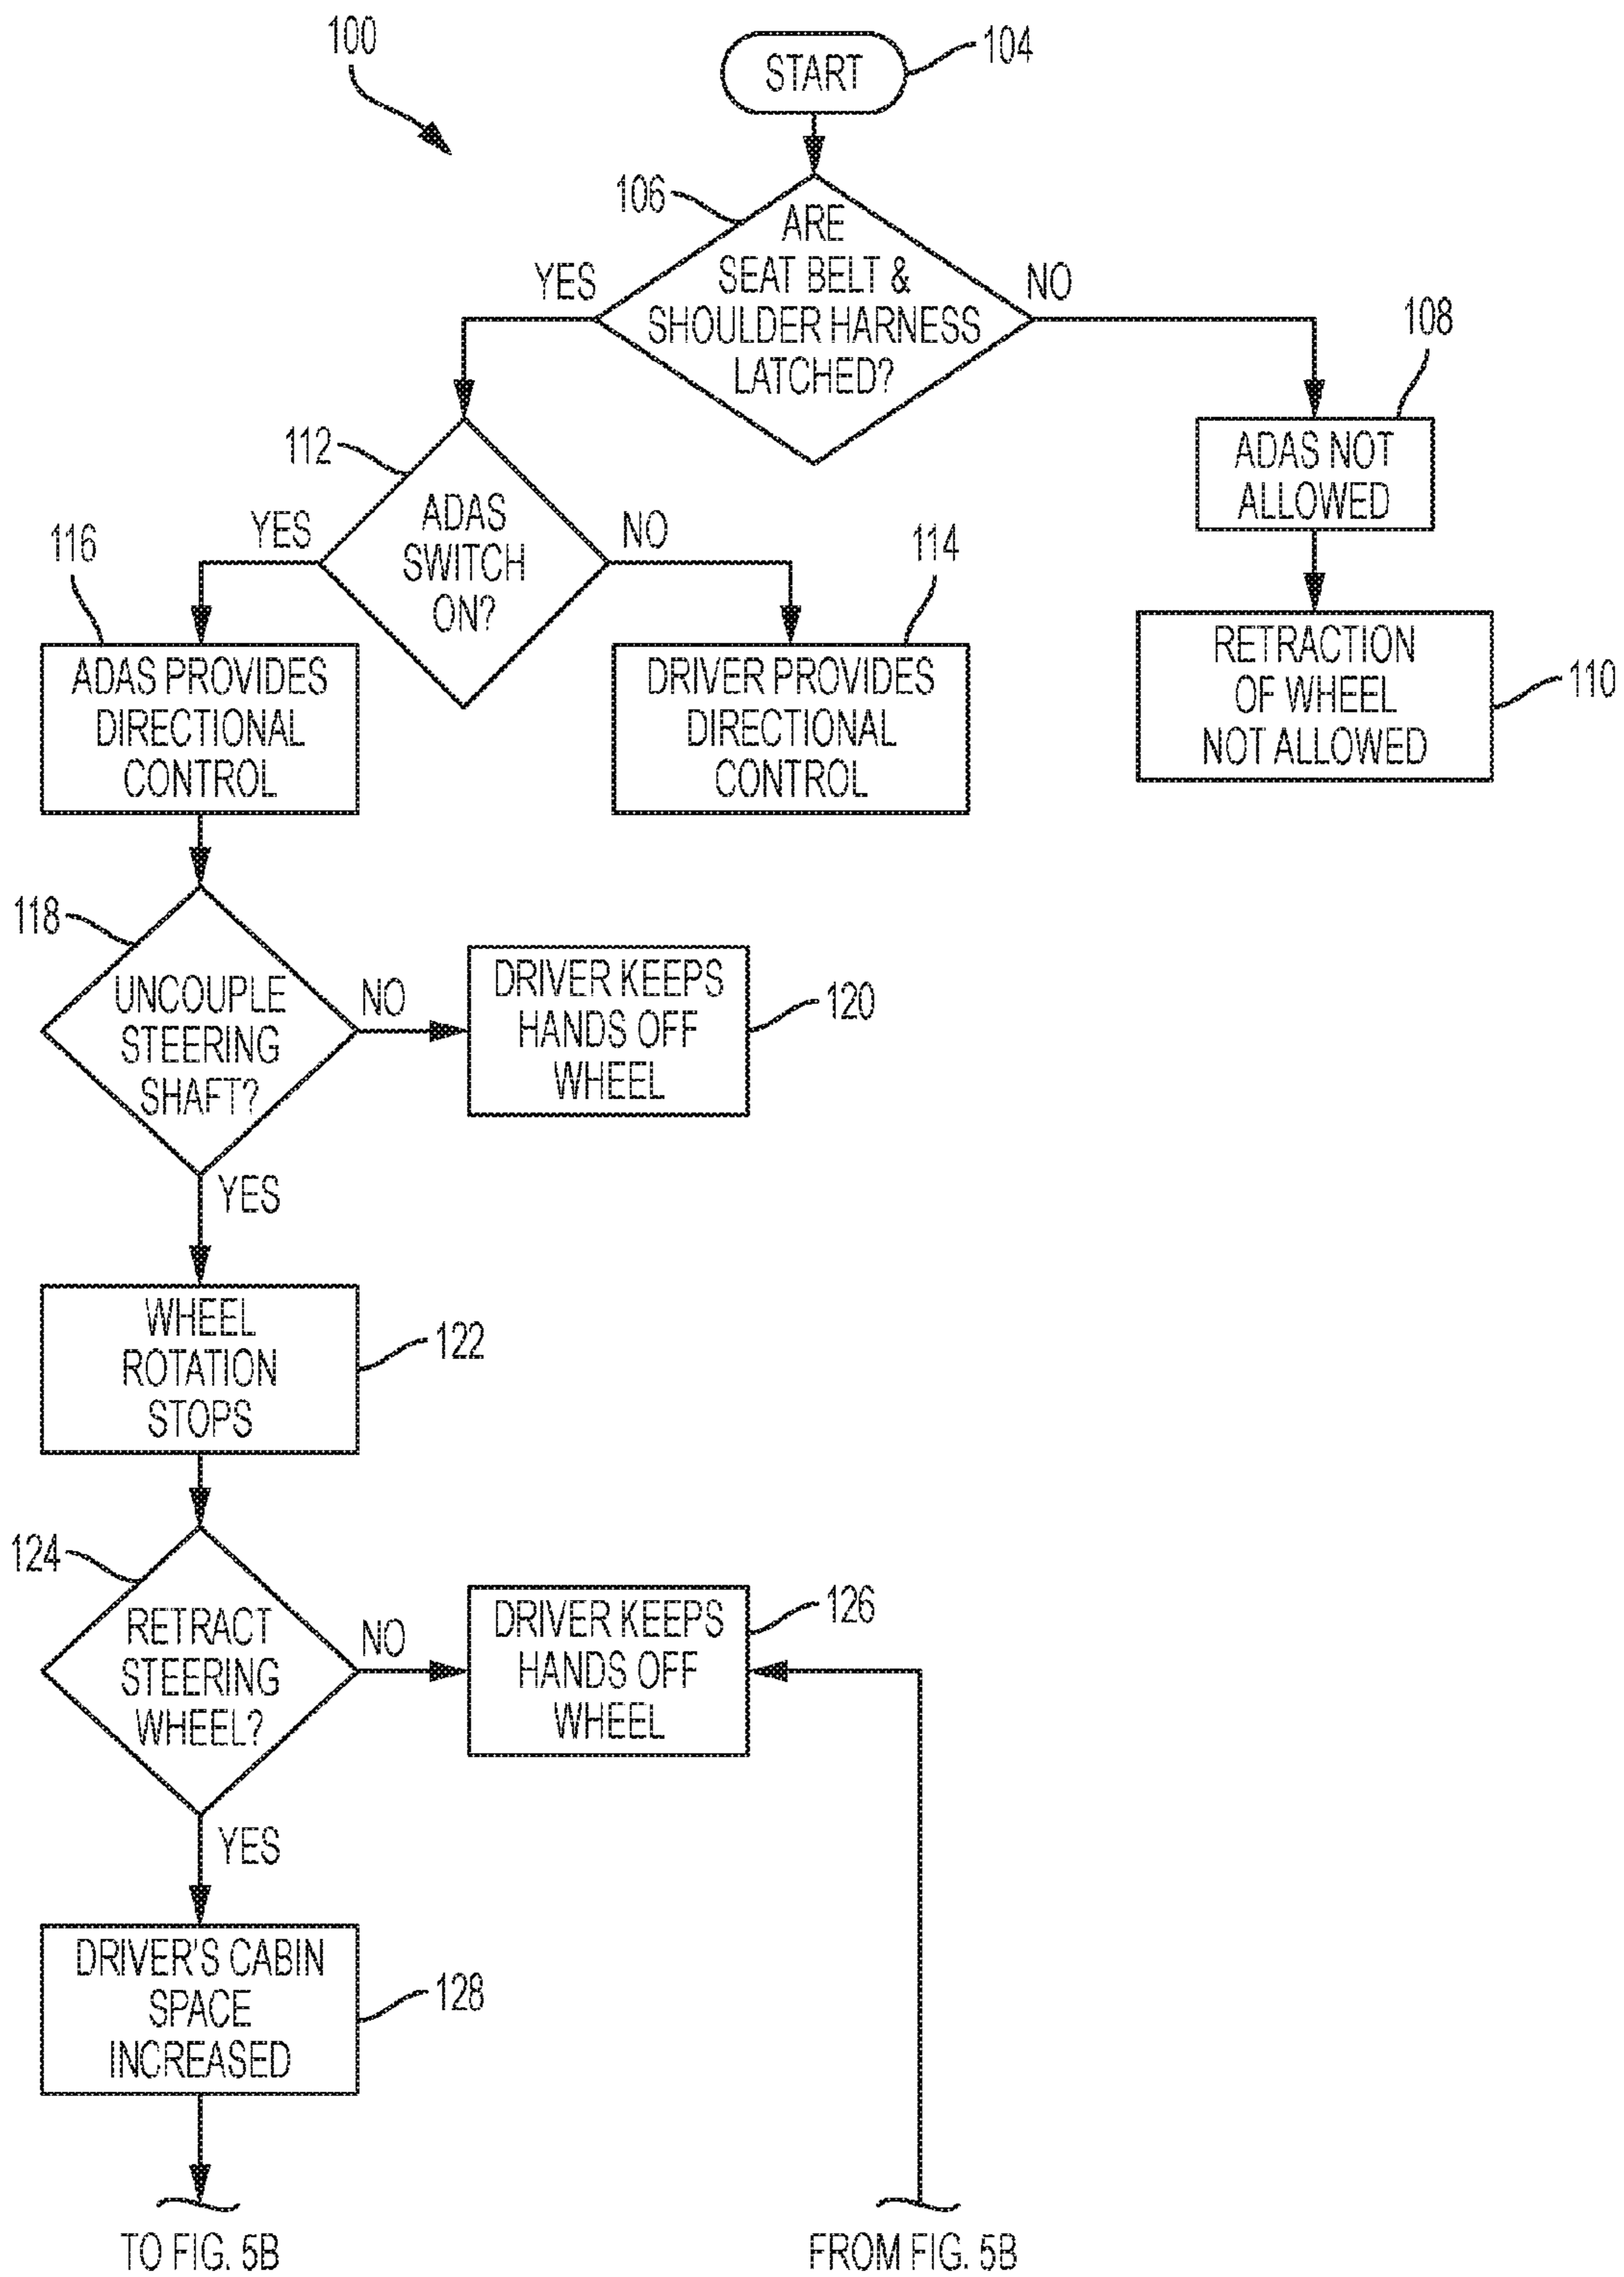 100
START
104
106
ARE
SEAT BELT &
SHOULDER HARNESS
LATCHED?
YES
NO
108
ADAS NOT
ALLOWED
112
ADAS
SWITCH
ON?
YES
NO
116
ADAS PROVIDES
DIRECTIONAL
CONTROL
114
DRIVER PROVIDES
DIRECTIONAL
CONTROL
RETRACTION
OF WHEEL
NOT ALLOWED
110
118
UNCOUPLE
STEERING
SHAFT?
NO
DRIVER KEEPS
HANDS OFF
WHEEL
120
YES
WHEEL
ROTATION
STOPS
122
124
RETRACT
STEERING
WHEEL?
NO
DRIVER KEEPS
HANDS OFF
WHEEL
126
YES
DRIVER'S CABIN
SPACE
INCREASED
128
TO FIG. 5B
FROM FIG. 5B